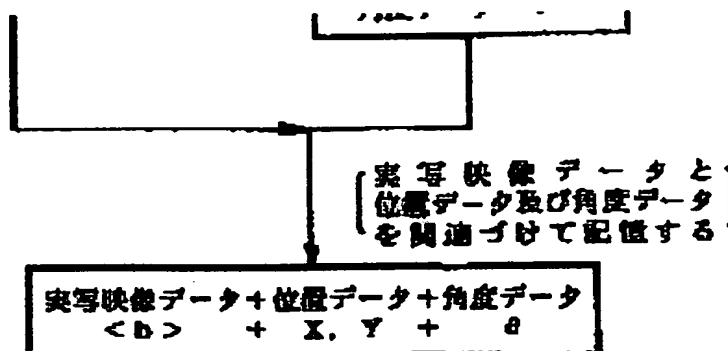 実写映像データと
位置データ及び角度データ
を関連づけて記憶する
実写映像データ+位置データ+角度データ
<b> + X, Y + θ